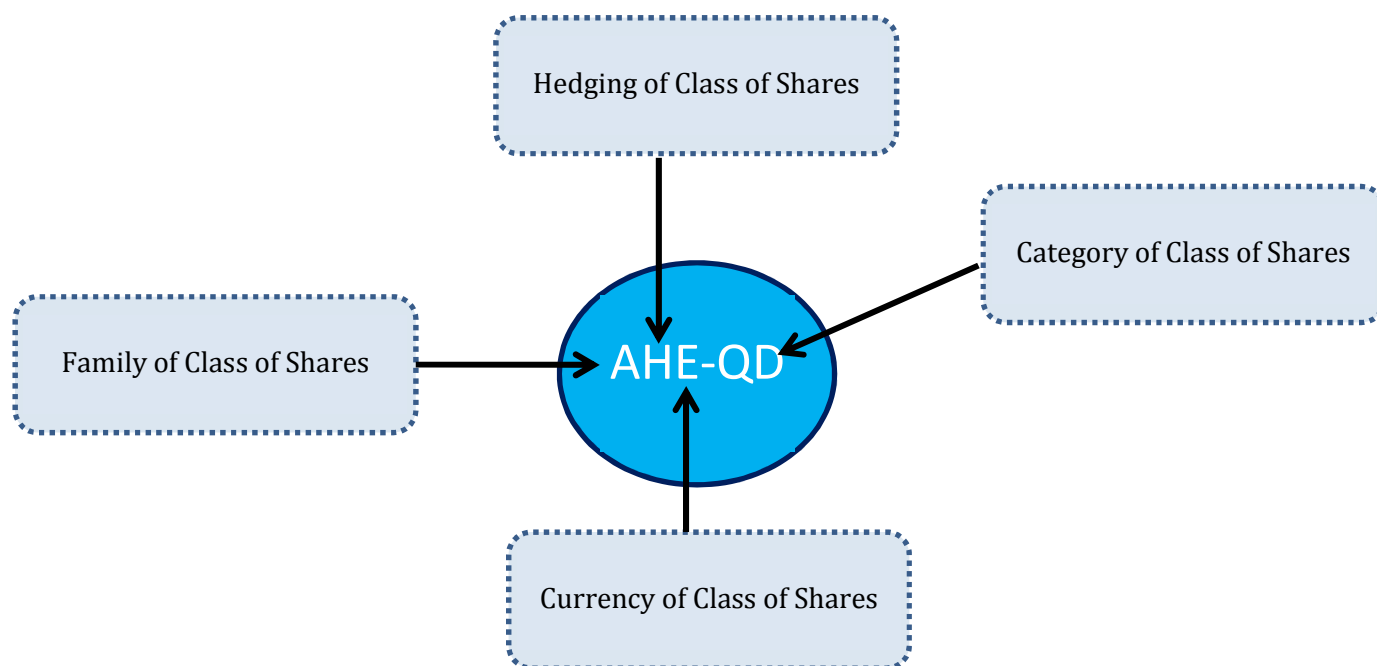 Hedging of Class of Shares
Category of Class of Shares
Family of Class of Shares
AHE-QD
Currency of Class of Shares